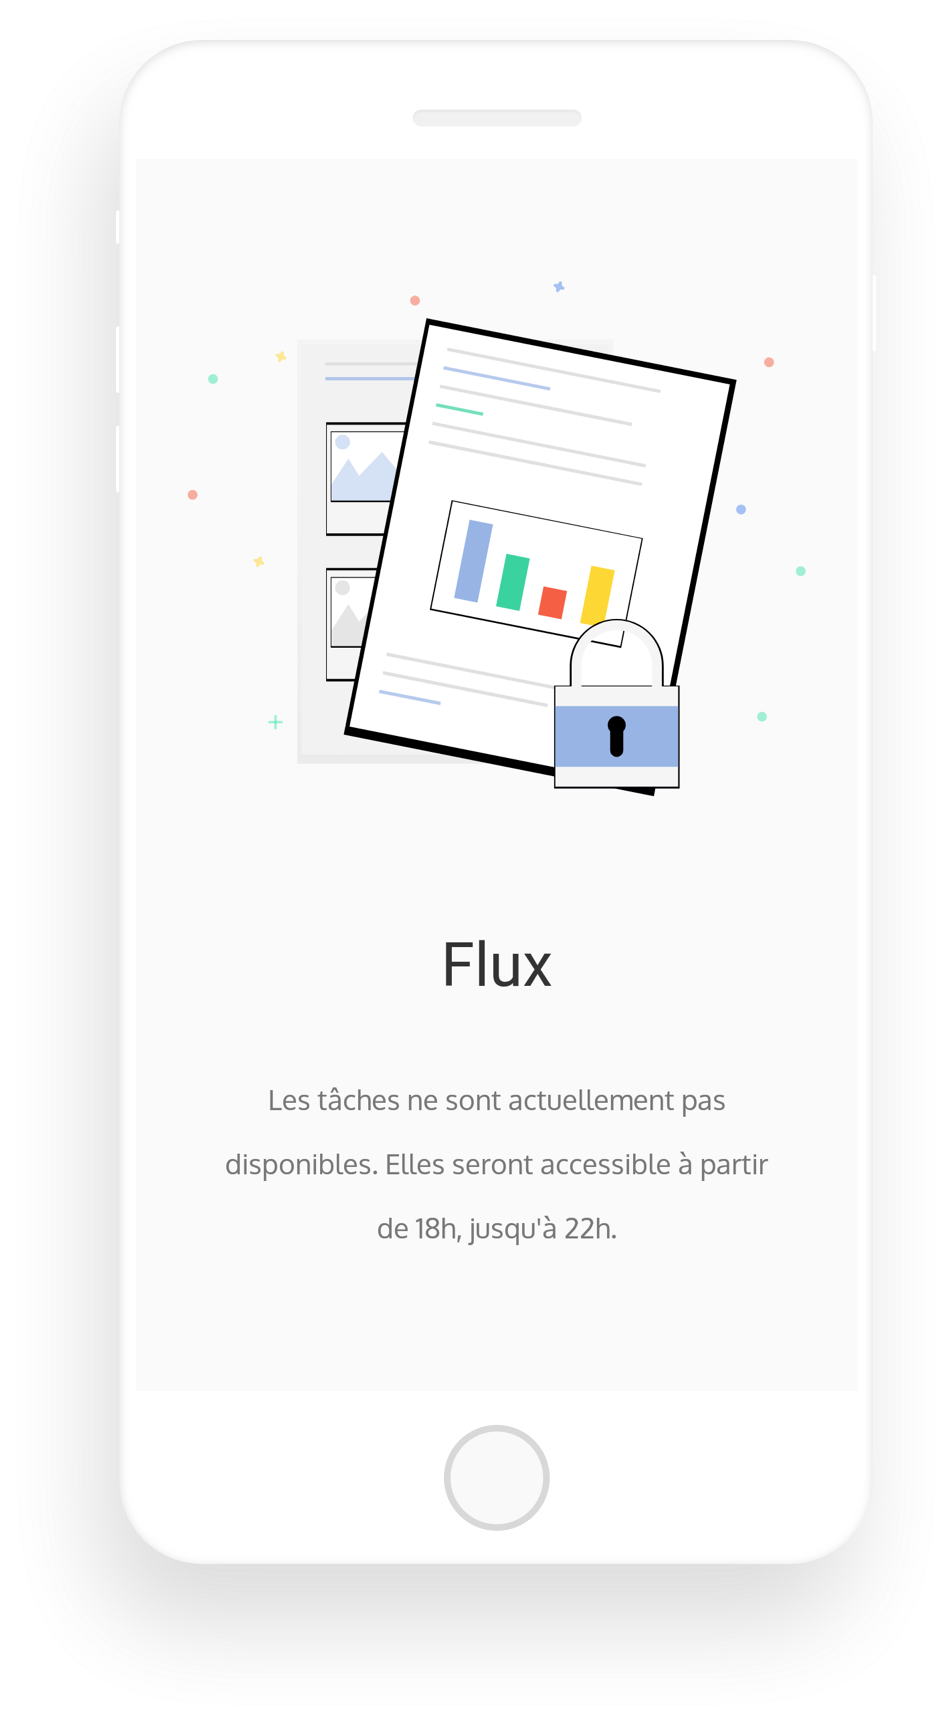 Flux
Les tâches ne sont actuellement pas
disponibles. Elles seront accessible à partir
de 18h, jusqu'à 22h.